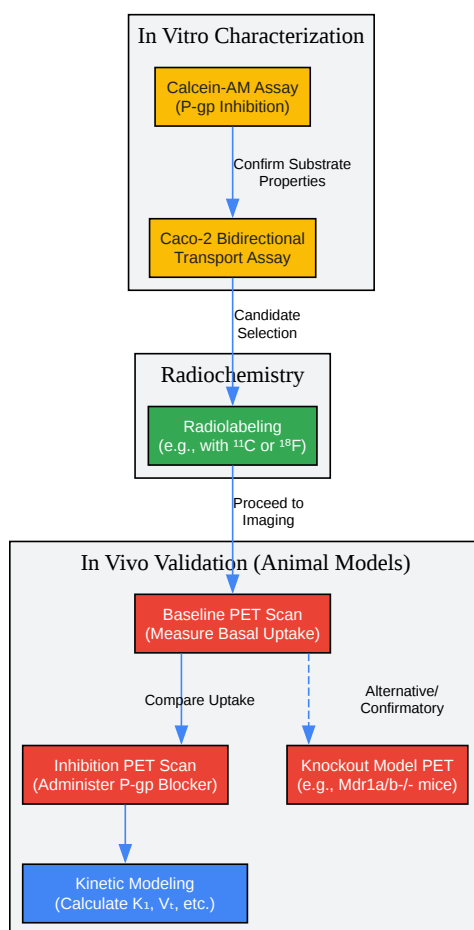 In Vitro Characterization
Calcein-AM Assay
(P-gp Inhibition)
Confirm Substrate
Properties
Caco-2 Bidirectional
Transport Assay
Candidate
Selection
Radiochemistry
Radiolabeling
(e.g., with ¹¹C or ¹⁸F)
Proceed to
Imaging
In Vivo Validation (Animal Models)
Baseline PET Scan
(Measure Basal Uptake)
Compare Uptake
Alternative/
Confirmatory
Inhibition PET Scan
(Administer P-gp Blocker)
Knockout Model PET
(e.g., Mdr1a/b-/- mice)
Kinetic Modeling
(Calculate K₁, Vₜ, etc.)